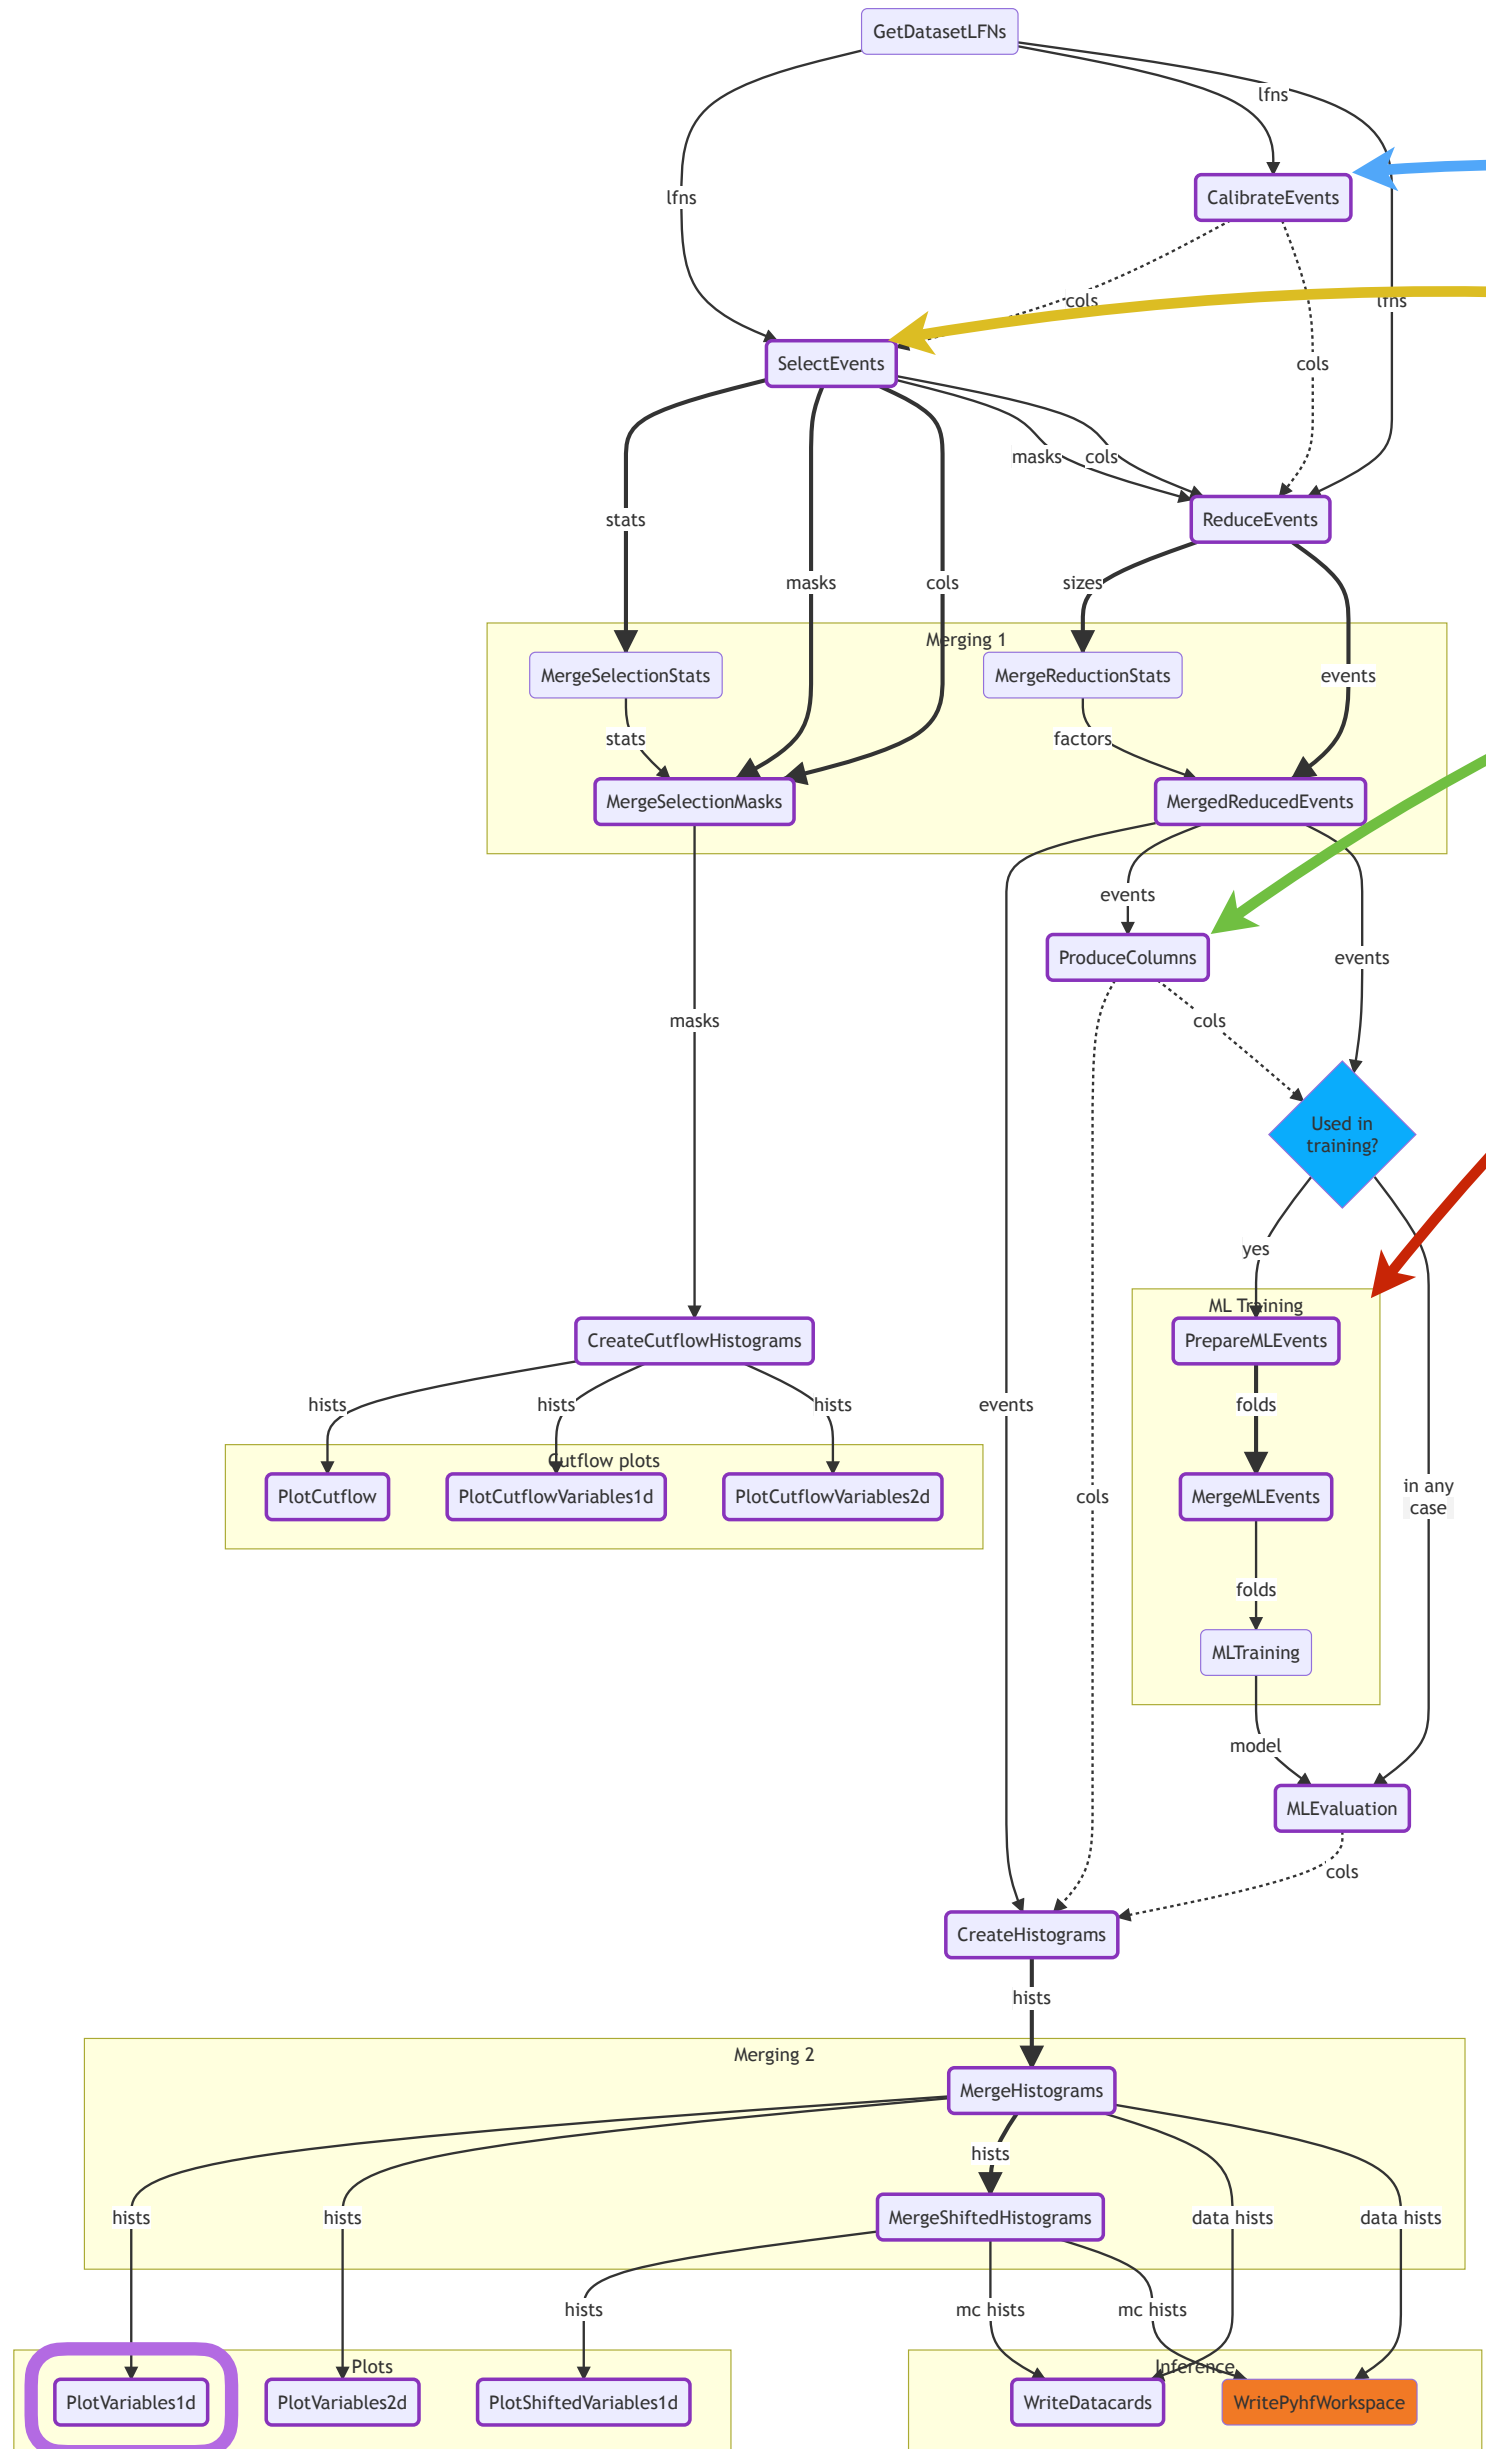 GetDatasetLFNs
lfns
CalibrateEvents
lfns
cols
lfns
SelectEvents
cols
masks
cols
stats
ReduceEvents
masks
cols
sizes
Merging 1
MergeSelectionStats
MergeReductionStats
events
stats
factors
MergeSelectionMasks
MergedReducedEvents
events
ProduceColumns
events
masks
cols
Used in
training?
yes
ML Training
CreateCutflowHistograms
PrepareMLEvents
hists
hists
hists
events
folds
Cutflow plots
PlotCutflow
PlotCutflowVariables1d
PlotCutflowVariables2d
cols
MergeMLEvents
in any
case
folds
MLTraining
model
MLEvaluation
cols
CreateHistograms
hists
Merging 2
MergeHistograms
hists
hists
hists
MergeShiftedHistograms
data hists
data hists
hists
mc hists
mc hists
Plots
Inference
PlotVariables1d
PlotVariables2d
PlotShiftedVariables1d
WriteDatacards
WritePyhfWorkspace